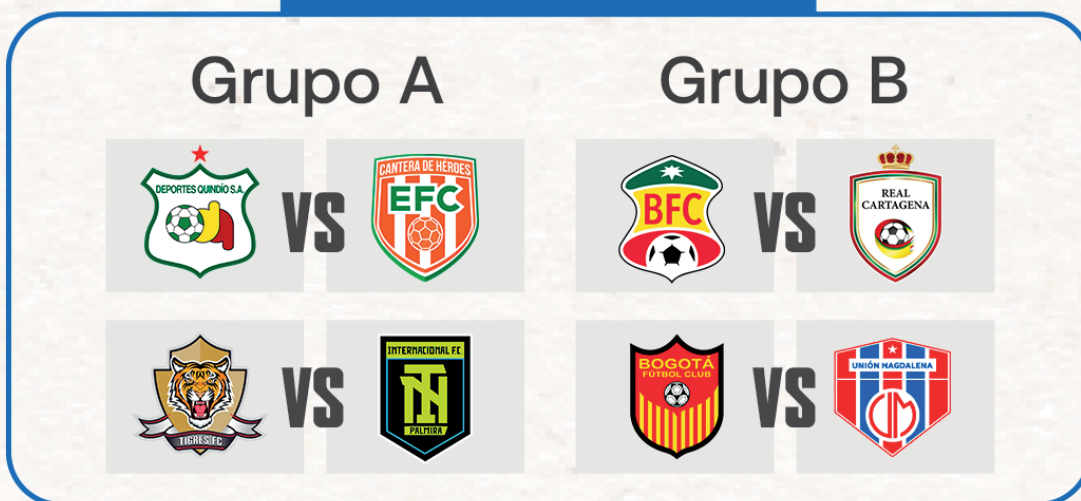 Grupo A
Grupo B
DEPORTES QUINDÍO S.A.
VS
CANTERA DE HÉROES
EFC
BFC
VS
REAL
CARTAGENA
TIGRES FC
VS
INTERNACIONAL F.C.
PALMIRA
BOGOTÁ
FÚTBOL CLUB
VS
UNIÓN MAGDALENA